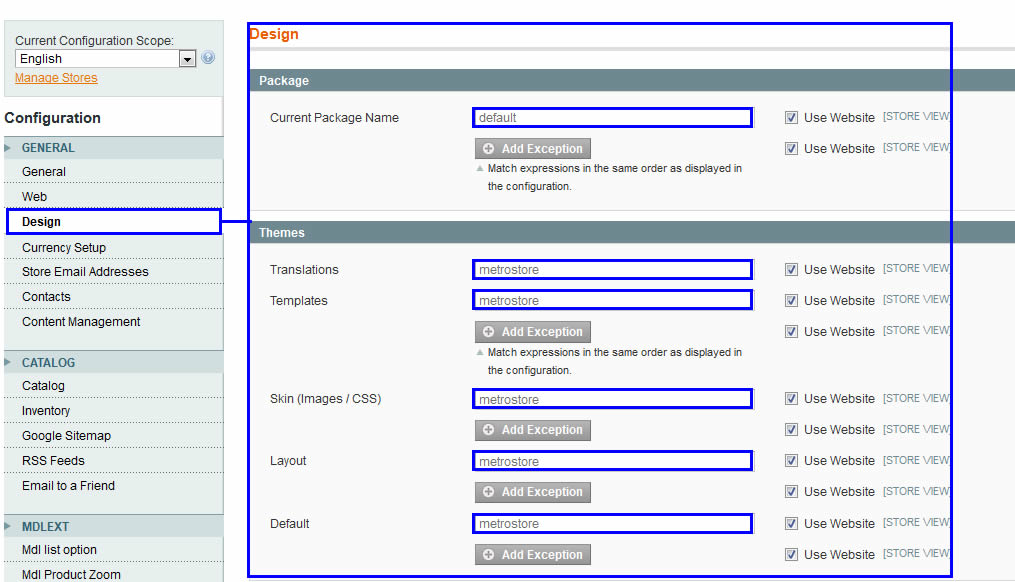 Current Configuration Scope:
English
Manage Stores
Configuration
GENERAL
General
Web
Design
Currency Setup
Store Email Addresses
Contacts
Content Management
CATALOG
Catalog
Inventory
Google Sitemap
RSS Feeds
Email to a Friend
MDLEXT
Mdl list option
Mdl Product Zoom
Design
Package
Current Package Name default Use Website [STORE VIEW]
Add Exception Use Website [STORE VIEW]
Match expressions in the same order as displayed in
the configuration.
Themes
Translations metrostore Use Website [STORE VIEW]
Templates metrostore Use Website [STORE VIEW]
Add Exception Use Website [STORE VIEW]
Match expressions in the same order as displayed in
the configuration.
Skin (Images / CSS) metrostore Use Website [STORE VIEW]
Add Exception Use Website [STORE VIEW]
Layout metrostore Use Website [STORE VIEW]
Add Exception Use Website [STORE VIEW]
Default metrostore Use Website [STORE VIEW]
Add Exception Use Website [STORE VIEW]